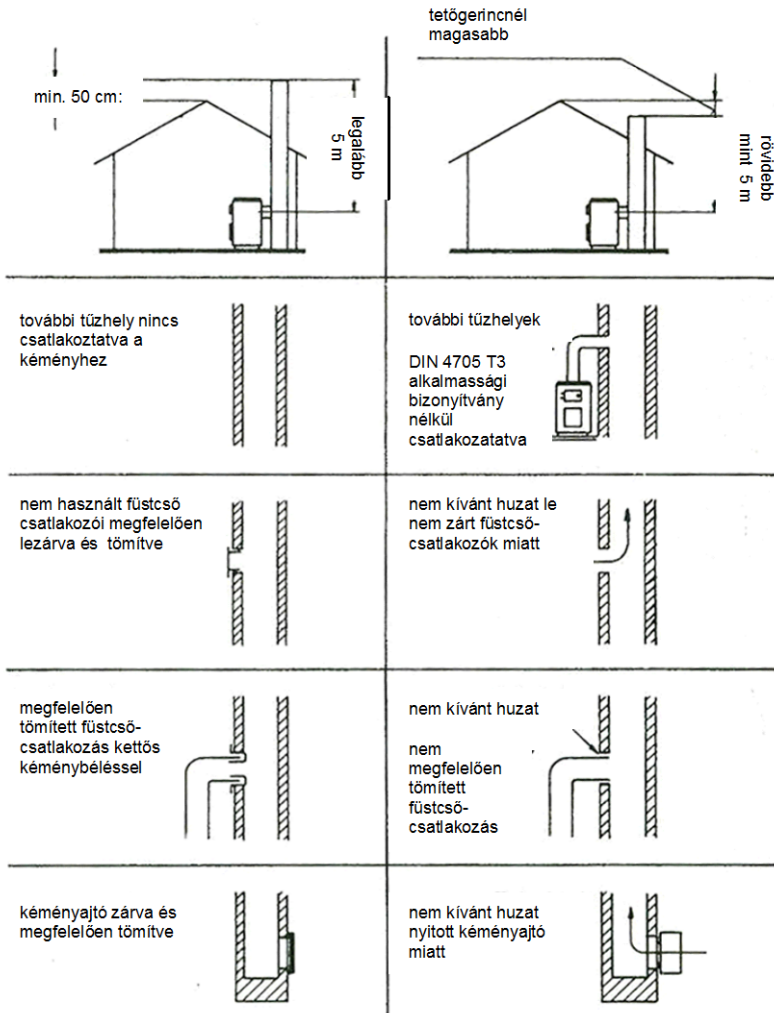 min. 50 cm:
legalább
5 m
tetőgerincnél
magasabb
rövidebb
mint 5 m
további tűzhely nincs
csatlakoztatva a
kéményhez
további tűzhelyek
DIN 4705 T3
alkalmassági
bizonyítvány
nélkül
csatlakozatatva
nem használt füstcső
csatlakozói megfelelően
lezárva és tömítve
nem kívánt huzat le
nem zárt füstcső-
csatlakozók miatt
megfelelően
tömített füstcső-
csatlakozás kettős
kéménybéléssel
nem kívánt huzat
nem
megfelelően
tömített
füstcső-
csatlakozás
kéményajtó zárva és
megfelelően tömítve
nem kívánt huzat
nyitott kéményajtó
miatt